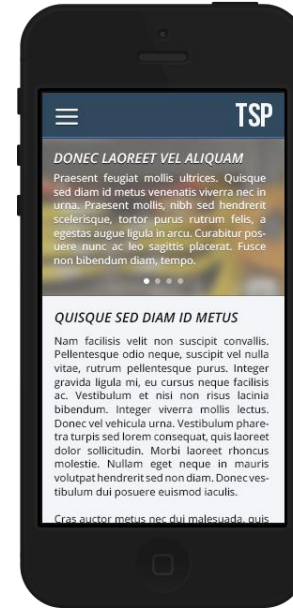 TSP
DONEC LAOREET VEL ALIQUAM
Praesent feugiat mollis ultrices. Quisque
sed diam id metus venenatis viverra nec in
urna. Praesent mollis, nibh sed hendrerit
scelerisque, tortor purus rutrum felis, a
egestas augue ligula in arcu. Curabitur pos-
uere nunc ac leo sagittis placerat. Fusce
non bibendum diam, tempo.
QUISQUE SED DIAM ID METUS
Nam facilisis velit non suscipit convallis.
Pellentesque odio neque, suscipit vel nulla
vitae, rutrum pellentesque purus. Integer
gravida ligula mi, eu cursus neque facilisis
ac. Vestibulum et nisi non risus lacinia
bibendum. Integer viverra mollis lectus.
Donec vel vehicula urna. Vestibulum phare-
tra turpis sed lorem consequat, quis laoreet
dolor sollicitudin. Morbi laoreet rhoncus
molestie. Nullam eget neque in mauris
volutpat hendrerit sed non diam. Donec ves-
tibulum dui posuere euismod iaculis.
Cras auctor metus nec dui malesuada, quis